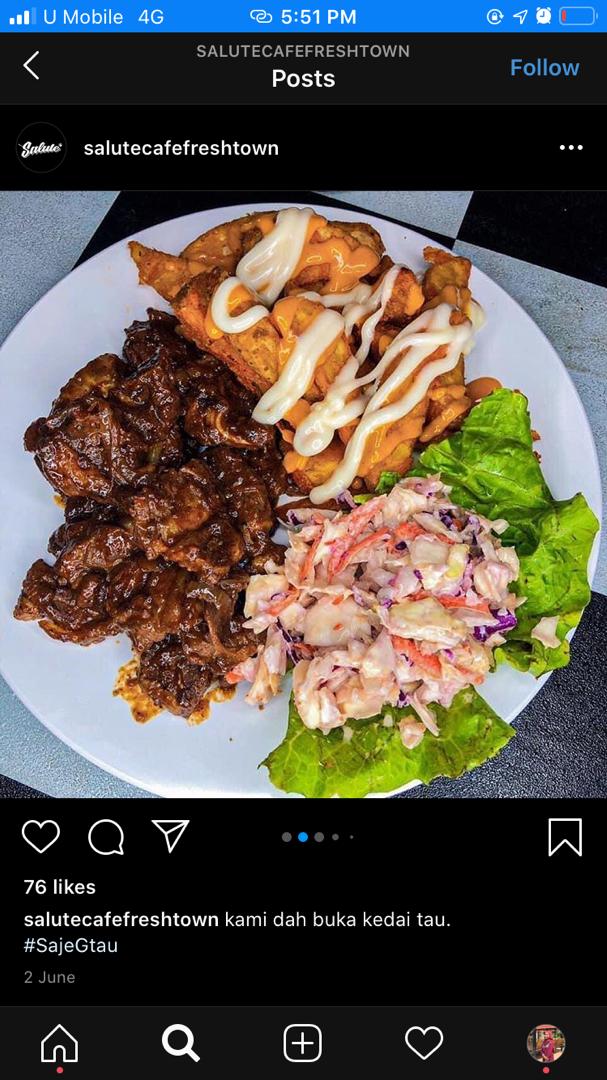 U Mobile 4G 5:51 PM
SALUTECAFEFRESHTOWN
Posts
Follow
Salute
salutecafefreshtown
76 likes
salutecafefreshtown kami dah buka kedai tau.
#SajeGtau
2 June